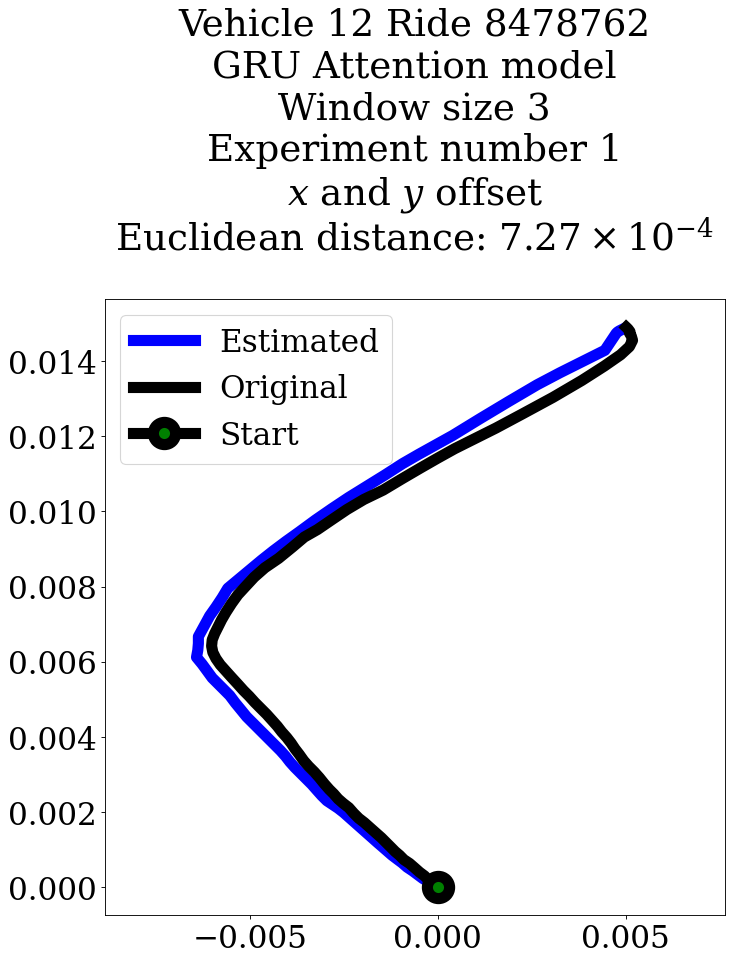 Vehicle 12 Ride 8478762
GRU Attention model
Window size 3
Experiment number 1
x and y offset
Euclidean distance: 7.27 × 10⁻⁴
Estimated
Original
Start
0.014
0.012
0.010
0.008
0.006
0.004
0.002
0.000
−0.005 0.000 0.005